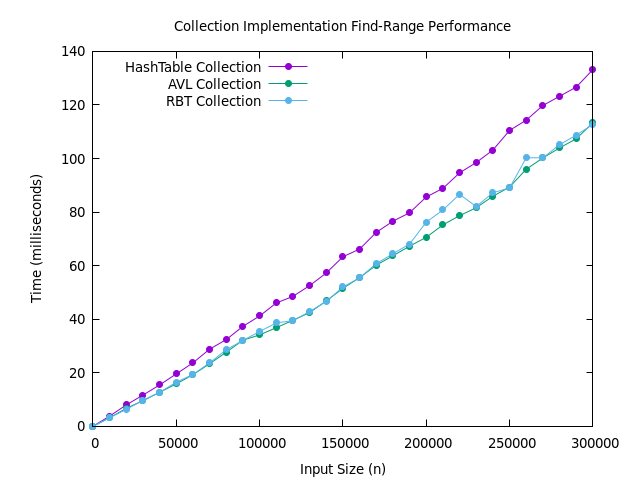 Collection Implementation Find-Range Performance
HashTable Collection
AVL Collection
RBT Collection
Time (milliseconds)
140
120
100
80
60
40
20
0
0 50000 100000 150000 200000 250000 300000
Input Size (n)